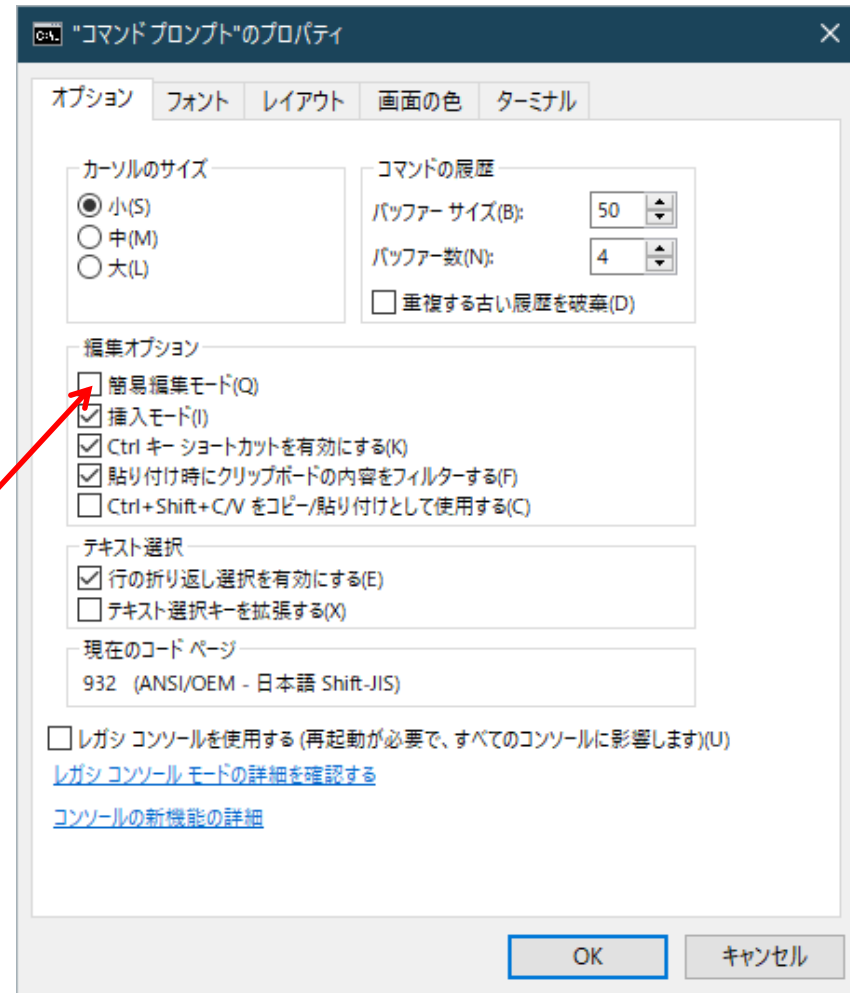 "コマンド プロンプト"のプロパティ
オプション フォント レイアウト 画面の色 ターミナル
カーソルのサイズ
小(S)
中(M)
大(L)
コマンドの履歴
バッファー サイズ(B): 50
バッファー数(N): 4
重複する古い履歴を破棄(D)
編集オプション
簡易編集モード(Q)
挿入モード(I)
Ctrl キー ショートカットを有効にする(K)
貼り付け時にクリップボードの内容をフィルターする(F)
Ctrl+Shift+C/V をコピー/貼り付けとして使用する(C)
テキスト選択
行の折り返し選択を有効にする(E)
テキスト選択キーを拡張する(X)
現在のコード ページ
932 (ANSI/OEM - 日本語 Shift-JIS)
レガシ コンソールを使用する (再起動が必要で、すべてのコンソールに影響します)(U)
レガシ コンソール モードの詳細を確認する
コンソールの新機能の詳細
OK キャンセル